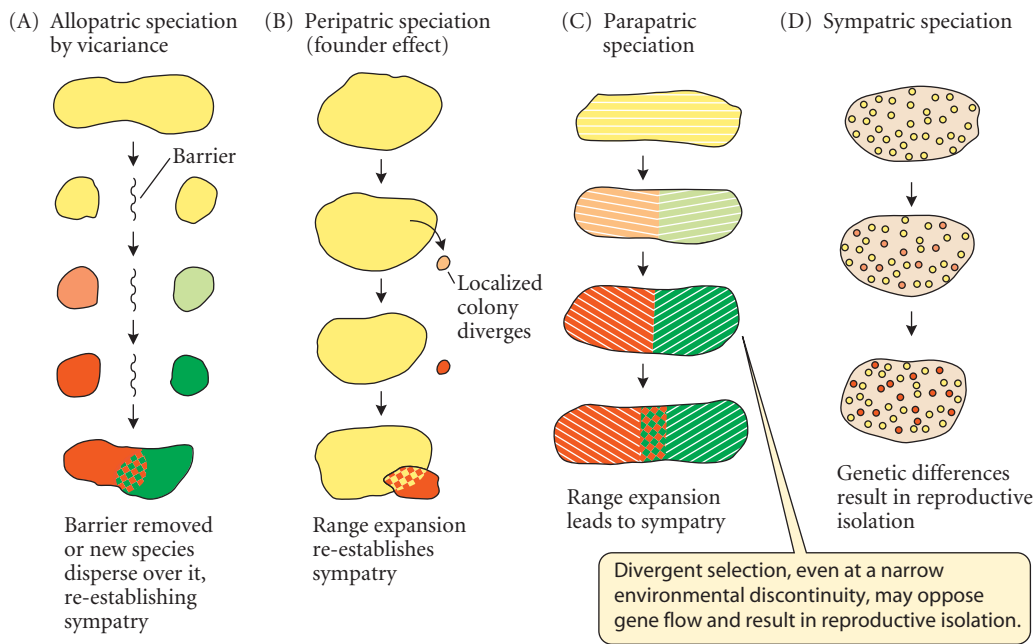 (A) Allopatric speciation
by vicariance
Barrier
Barrier removed
or new species
disperse over it,
re-establishing
sympatry
(B) Peripatric speciation
(founder effect)
Localized
colony
diverges
Range expansion
re-establishes
sympatry
(C) Parapatric
speciation
Range expansion
leads to sympatry
(D) Sympatric speciation
Genetic differences
result in reproductive
isolation
Divergent selection, even at a narrow
environmental discontinuity, may oppose
gene flow and result in reproductive isolation.